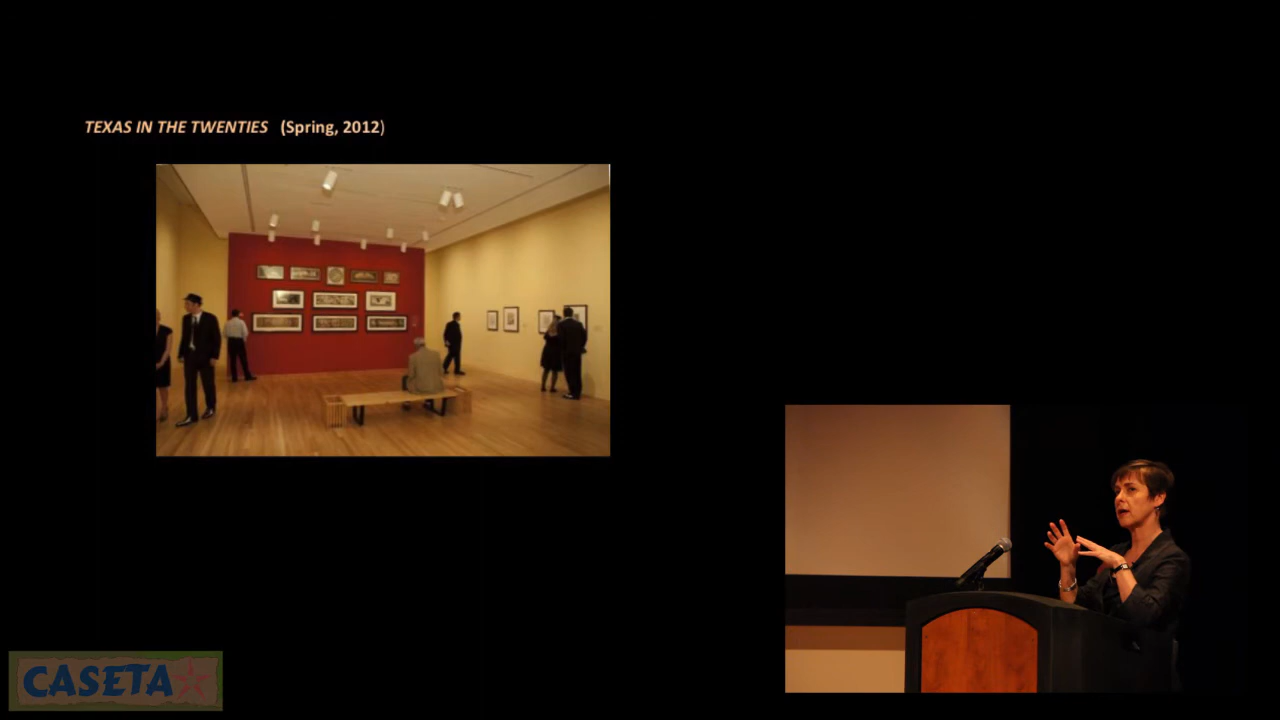 TEXAS IN THE TWENTIES (Spring, 2012)
CASETA